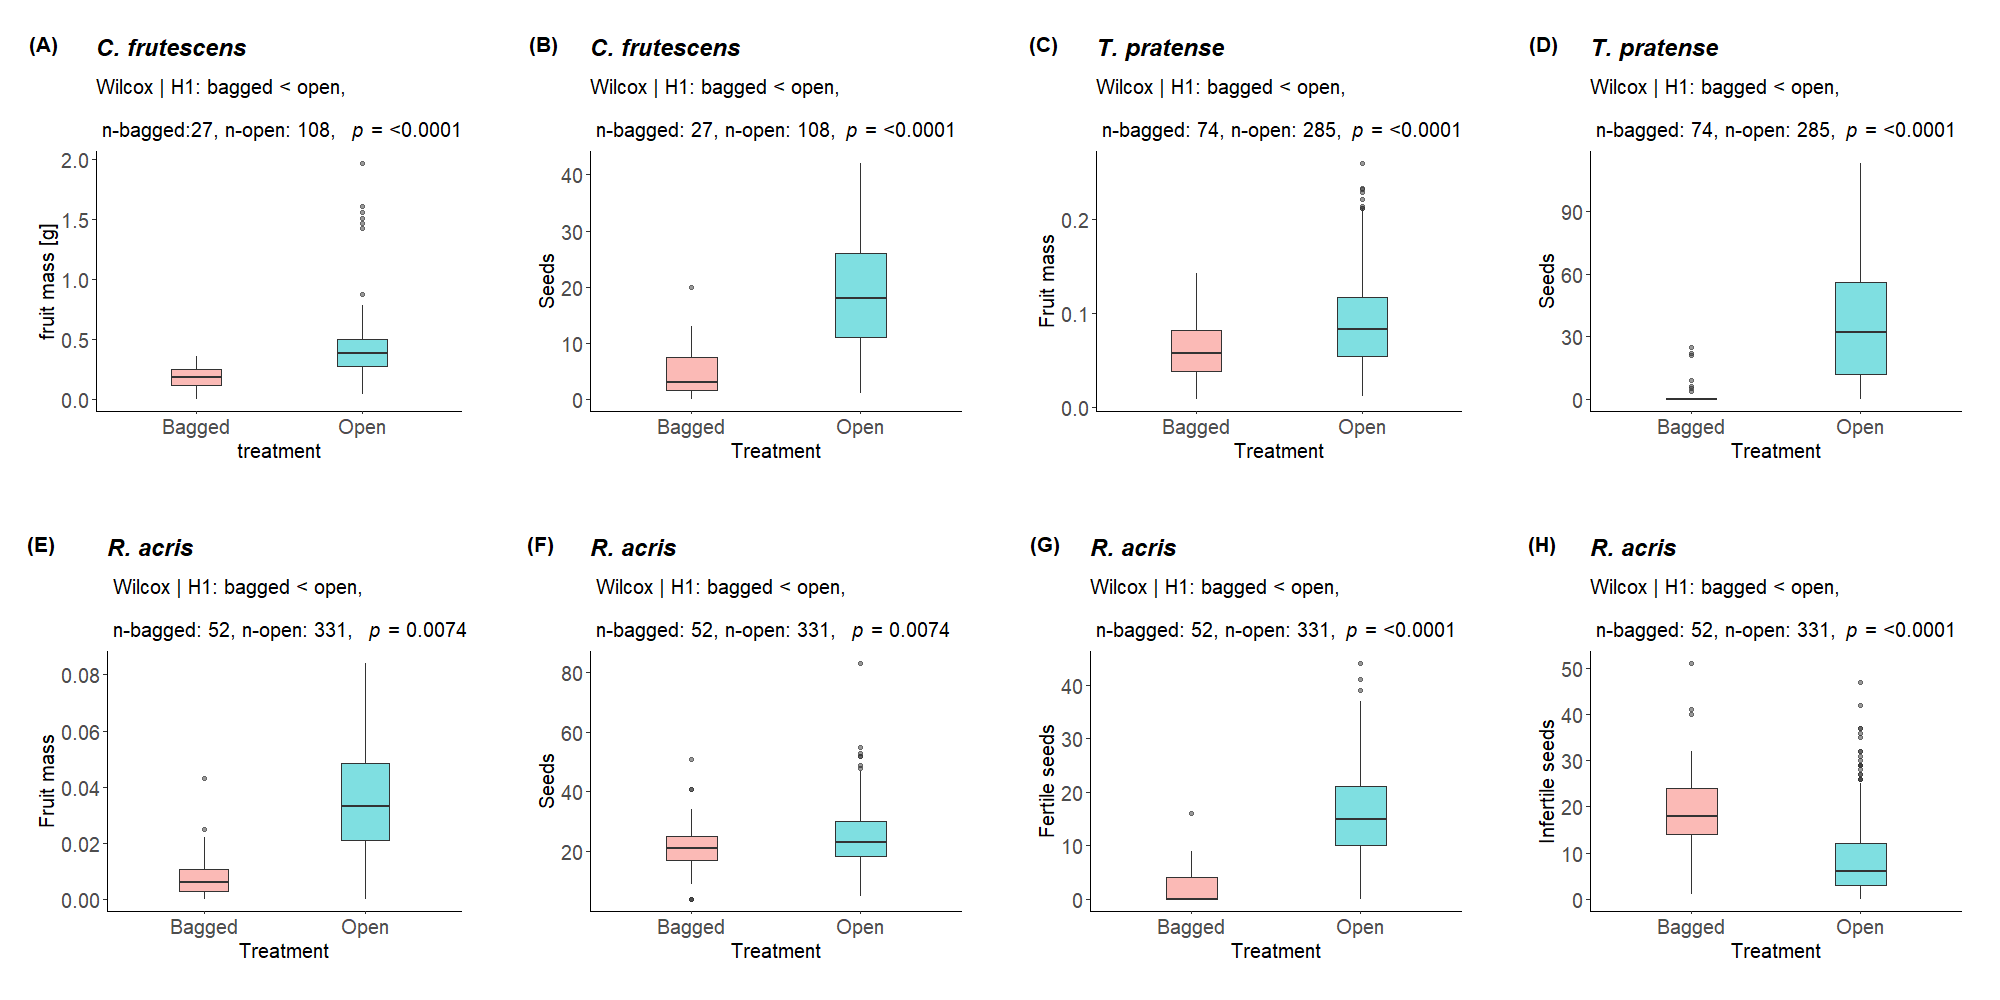 (A) C. frutescens
Wilcox | H1: bagged < open,
n-bagged:27, n-open: 108, p = <0.0001
2.0
1.5
1.0
0.5
0.0
fruit mass [g]
Bagged Open
treatment
(B) C. frutescens
Wilcox | H1: bagged < open,
n-bagged: 27, n-open: 108, p = <0.0001
40
30
20
10
0
Seeds
Bagged Open
Treatment
(C) T. pratense
Wilcox | H1: bagged < open,
n-bagged: 74, n-open: 285, p = <0.0001
0.2
0.1
0.0
Fruit mass
Bagged Open
Treatment
(D) T. pratense
Wilcox | H1: bagged < open,
n-bagged: 74, n-open: 285, p = <0.0001
90
60
30
0
Seeds
Bagged Open
Treatment
(E) R. acris
Wilcox | H1: bagged < open,
n-bagged: 52, n-open: 331, p = 0.0074
0.08
0.06
0.04
0.02
0.00
Fruit mass
Bagged Open
Treatment
(F) R. acris
Wilcox | H1: bagged < open,
n-bagged: 52, n-open: 331, p = 0.0074
80
60
40
20
Seeds
Bagged Open
Treatment
(G) R. acris
Wilcox | H1: bagged < open,
n-bagged: 52, n-open: 331, p = <0.0001
40
30
20
10
0
Fertile seeds
Bagged Open
Treatment
(H) R. acris
Wilcox | H1: bagged < open,
n-bagged: 52, n-open: 331, p = <0.0001
50
40
30
20
10
0
Infertile seeds
Bagged Open
Treatment